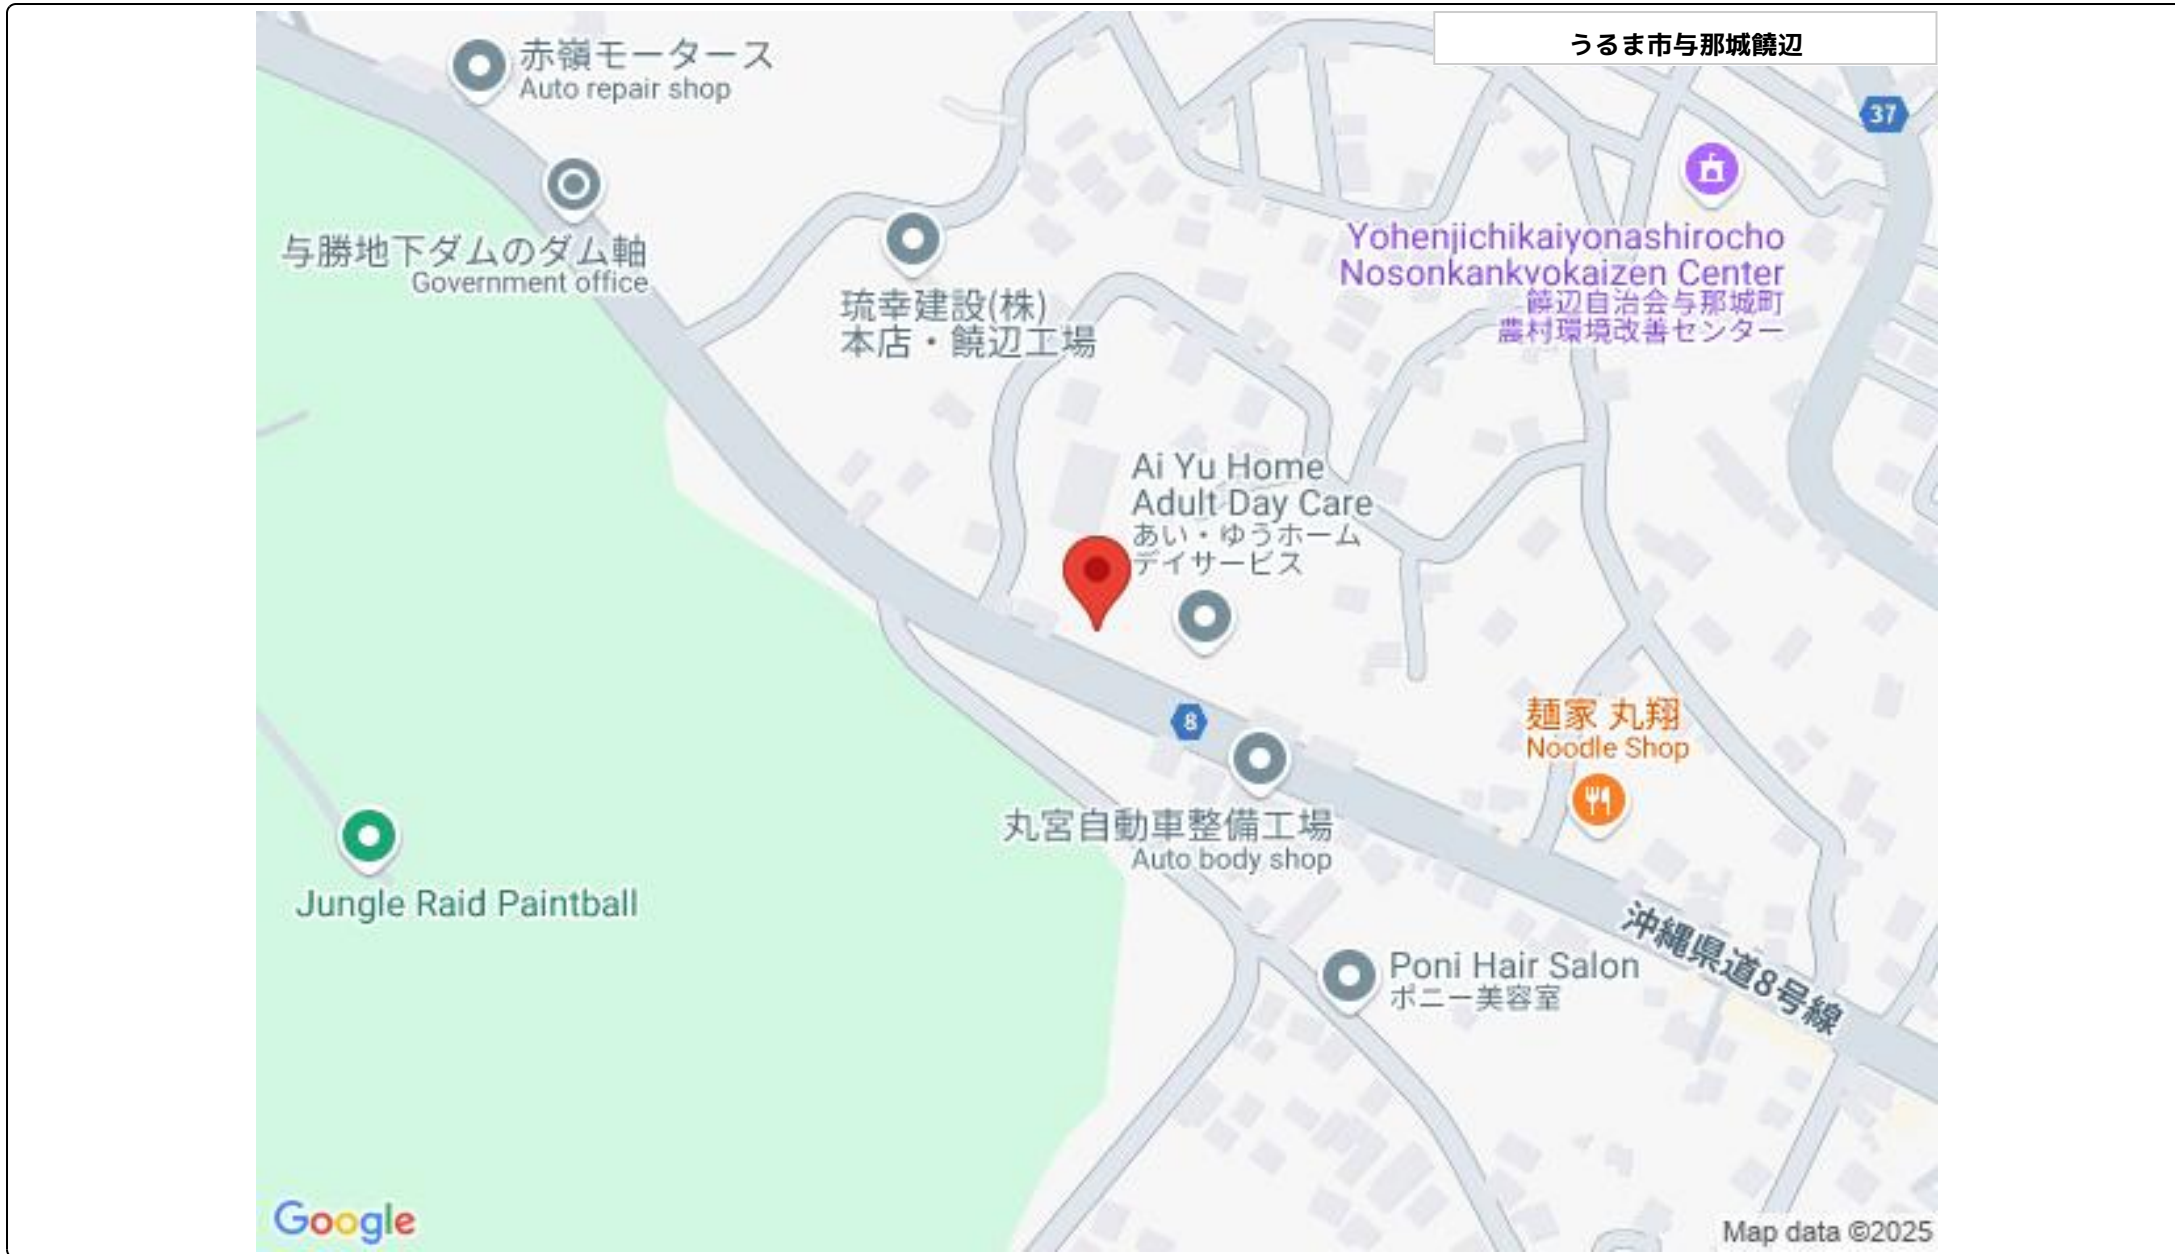 うるま市与那城饒辺
赤嶺モータース
Auto repair shop
37
与勝地下ダムのダム軸
Government office
琉幸建設(株)
本店・饒辺工場
Yohenjichikaiyonashirocho
Nosonkankyokaizen Center
饒辺自治会与那城町
農村環境改善センター
Ai Yu Home
Adult Day Care
あい・ゆうホーム
デイサービス
8
麺家 丸翔
Noodle Shop
丸宮自動車整備工場
Auto body shop
Jungle Raid Paintball
沖縄県道8号線
Poni Hair Salon
ポニー美容室
Google
Map data ©2025